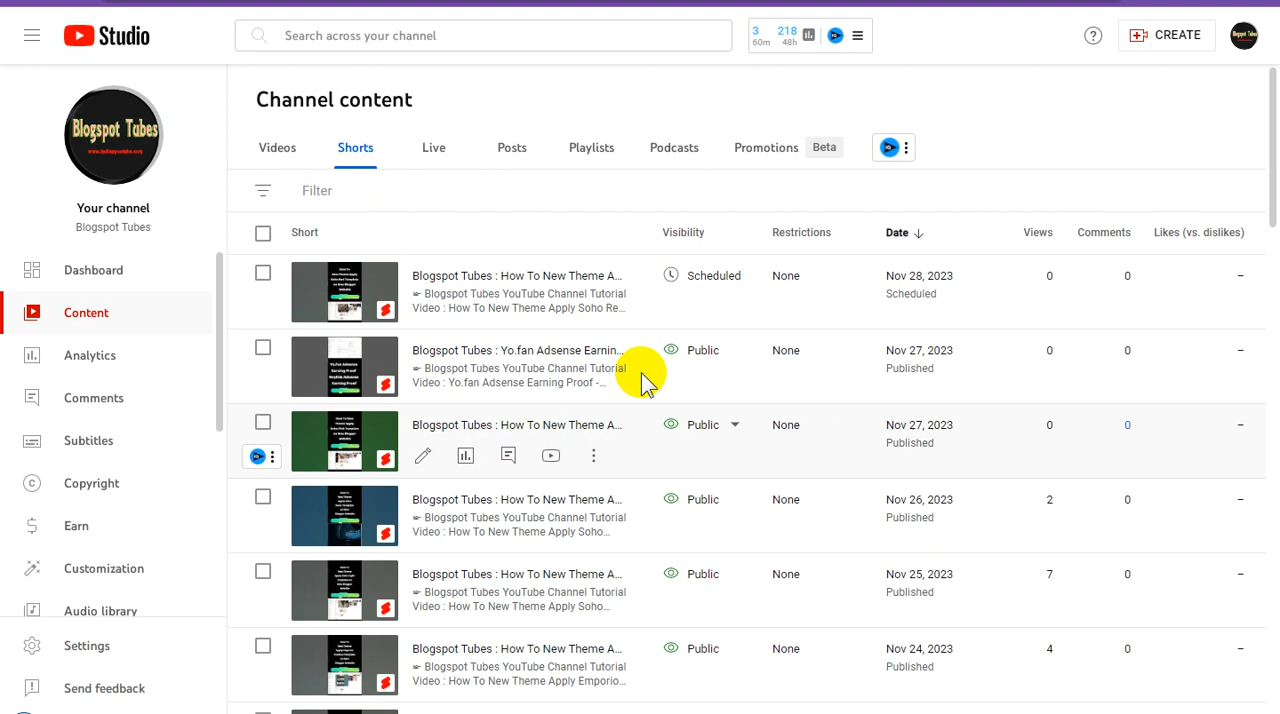 Studio
Search across your channel
3
60m
218
48h
CREATE
Blogspot Tubes
Blogspot Tubes
Your channel
Blogspot Tubes
Dashboard
Content
Analytics
Comments
Subtitles
Copyright
Earn
Customization
Audio library
Settings
Send feedback
Channel content
Videos
Shorts
Live
Posts
Playlists
Podcasts
Promotions
Beta
Filter
Short
Visibility
Restrictions
Date
Views
Comments
Likes (vs. dislikes)
Blogspot Tubes : How To New Theme A...
Blogspot Tubes YouTube Channel Tutorial
Video : How To New Theme Apply Soho Re...
Scheduled
None
Nov 28, 2023
Scheduled
0
0
–
Blogspot Tubes : Yo.fan Adsense Earnin...
Blogspot Tubes YouTube Channel Tutorial
Video : Yo.fan Adsense Earning Proof -...
Public
None
Nov 27, 2023
Published
0
0
–
Blogspot Tubes : How To New Theme A...
Public
None
Nov 27, 2023
Published
0
0
–
Blogspot Tubes : How To New Theme A...
Blogspot Tubes YouTube Channel Tutorial
Video : How To New Theme Apply Soho...
Public
None
Nov 26, 2023
Published
2
0
–
Blogspot Tubes : How To New Theme A...
Blogspot Tubes YouTube Channel Tutorial
Video : How To New Theme Apply Soho...
Public
None
Nov 25, 2023
Published
7
0
–
Blogspot Tubes : How To New Theme A...
Blogspot Tubes YouTube Channel Tutorial
Video : How To New Theme Apply Emporio...
Public
None
Nov 24, 2023
Published
4
0
–